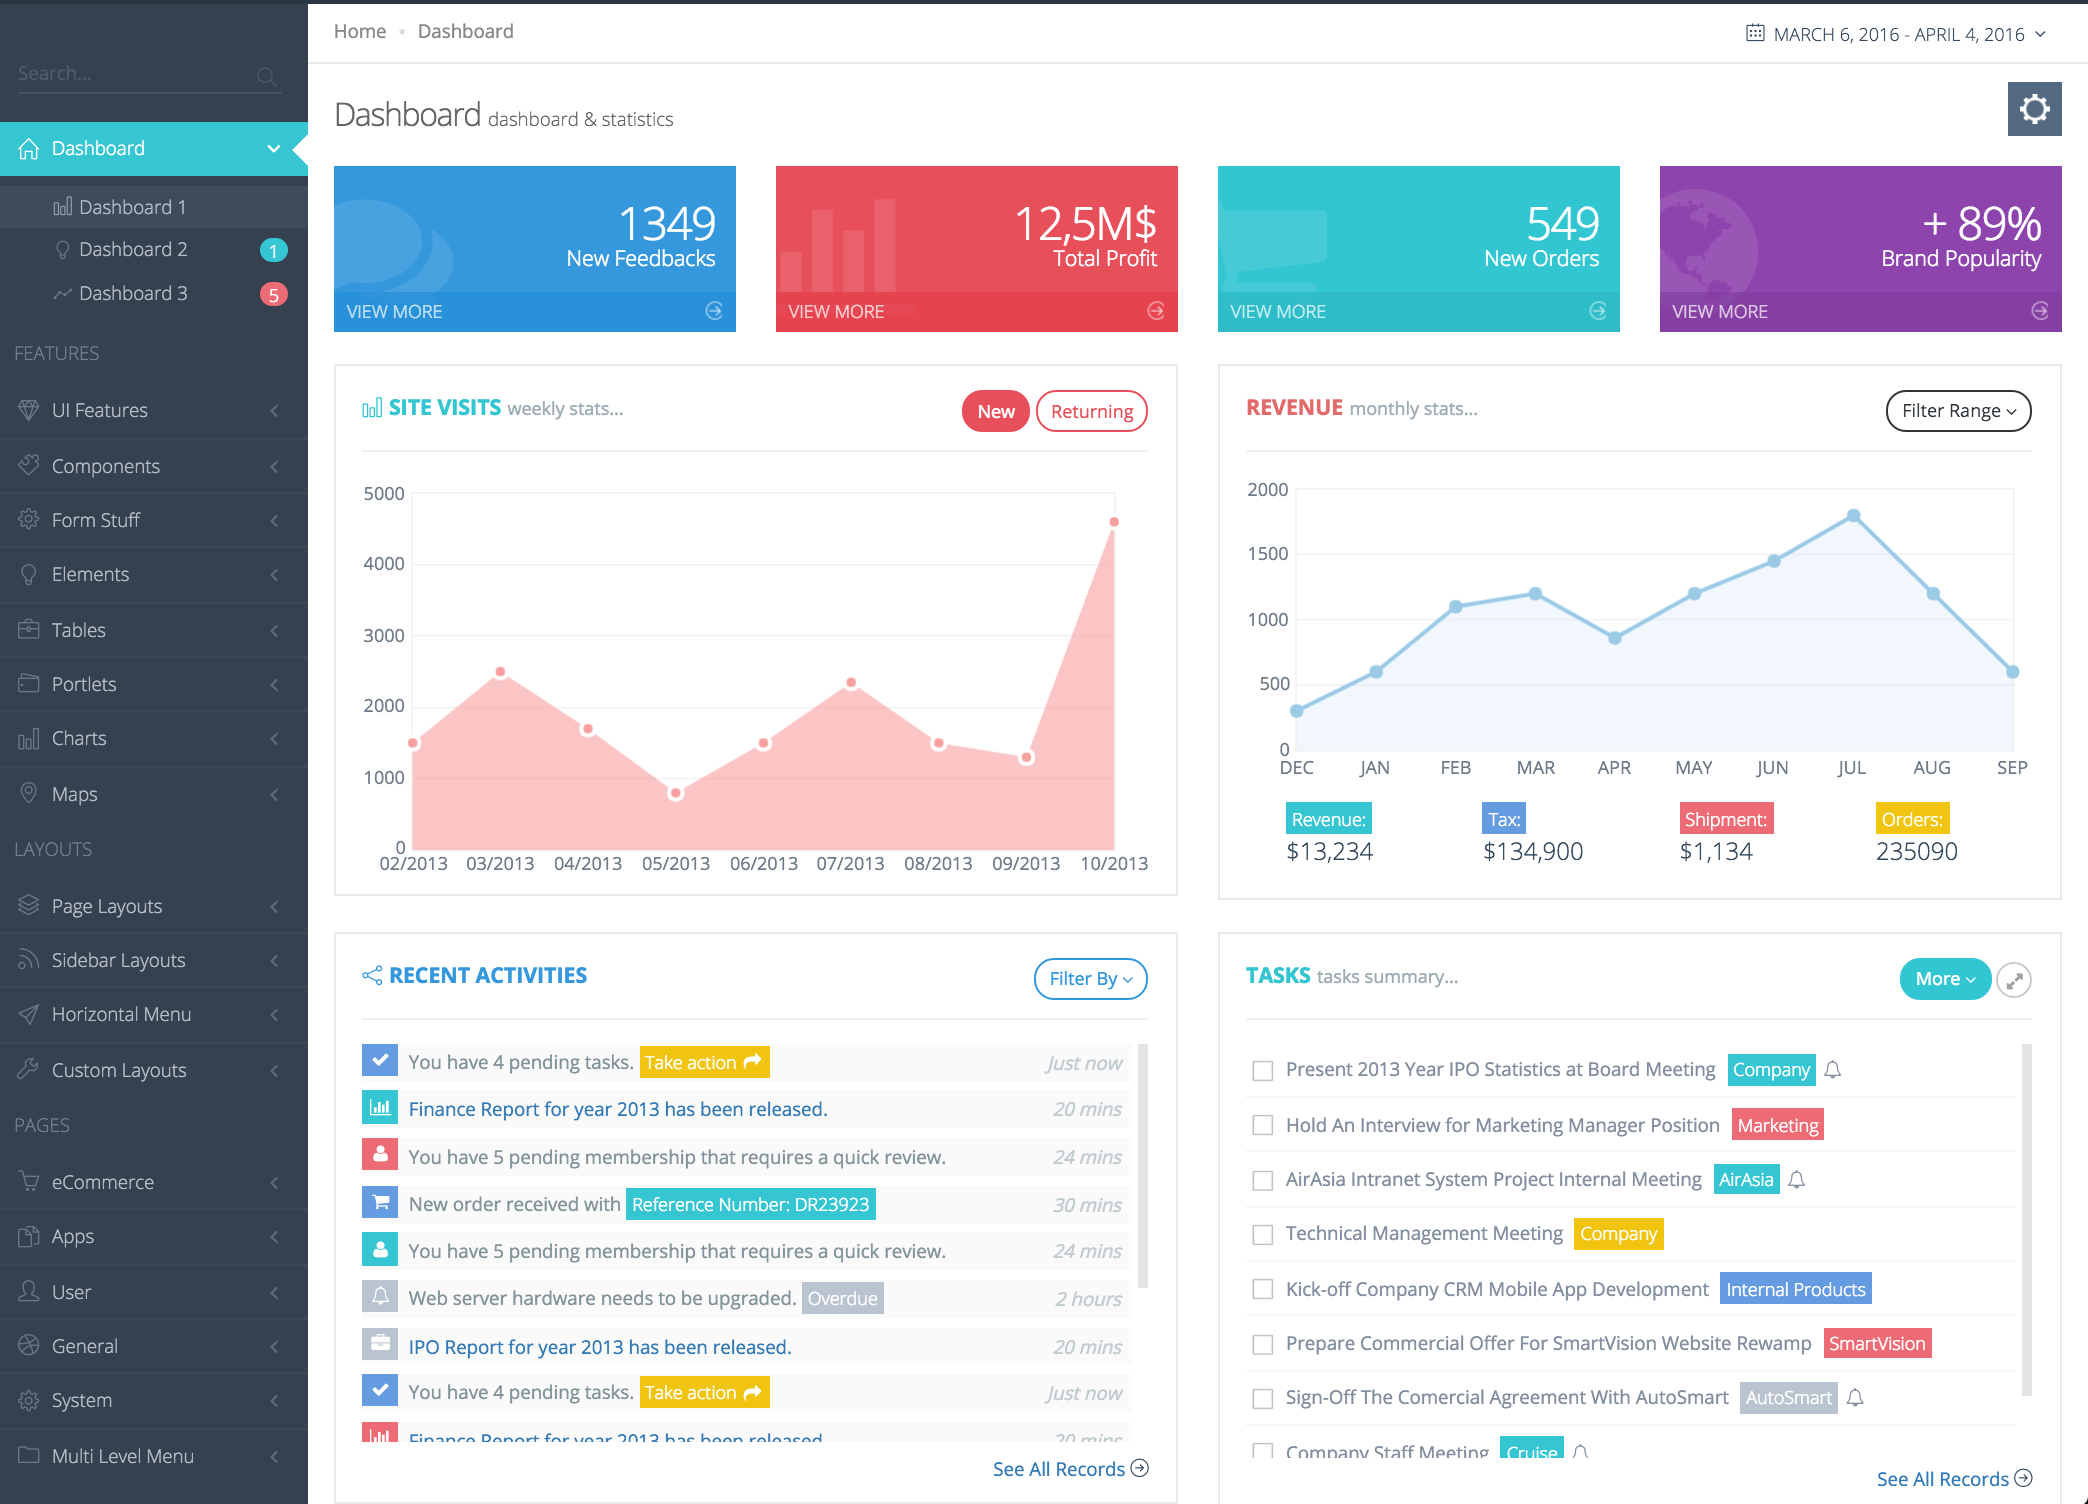 Search...
Dashboard
Dashboard 1
Dashboard 2 1
Dashboard 3 5
FEATURES
UI Features
Components
Form Stuff
Elements
Tables
Portlets
Charts
Maps
LAYOUTS
Page Layouts
Sidebar Layouts
Horizontal Menu
Custom Layouts
PAGES
eCommerce
Apps
User
General
System
Multi Level Menu
Home Dashboard
MARCH 6, 2016 - APRIL 4, 2016
Dashboard dashboard & statistics
1349
New Feedbacks
VIEW MORE
12,5M$
Total Profit
VIEW MORE
549
New Orders
VIEW MORE
+ 89%
Brand Popularity
VIEW MORE
SITE VISITS weekly stats...
New Returning
5000
4000
3000
2000
1000
0
02/2013 03/2013 04/2013 05/2013 06/2013 07/2013 08/2013 09/2013 10/2013
REVENUE monthly stats...
Filter Range
2000
1500
1000
500
0
DEC JAN FEB MAR APR MAY JUN JUL AUG SEP
Revenue: Tax: Shipment: Orders:
$13,234 $134,900 $1,134 235090
RECENT ACTIVITIES
Filter By
You have 4 pending tasks. Take action Just now
Finance Report for year 2013 has been released. 20 mins
You have 5 pending membership that requires a quick review. 24 mins
New order received with Reference Number: DR23923 30 mins
You have 5 pending membership that requires a quick review. 24 mins
Web server hardware needs to be upgraded. Overdue 2 hours
IPO Report for year 2013 has been released. 20 mins
You have 4 pending tasks. Take action Just now
Finance Report for year 2013 has been released. 20 mins
See All Records
TASKS tasks summary...
More
Present 2013 Year IPO Statistics at Board Meeting Company
Hold An Interview for Marketing Manager Position Marketing
AirAsia Intranet System Project Internal Meeting AirAsia
Technical Management Meeting Company
Kick-off Company CRM Mobile App Development Internal Products
Prepare Commercial Offer For SmartVision Website Rewamp SmartVision
Sign-Off The Comercial Agreement With AutoSmart AutoSmart
Company Staff Meeting Cruise
See All Records